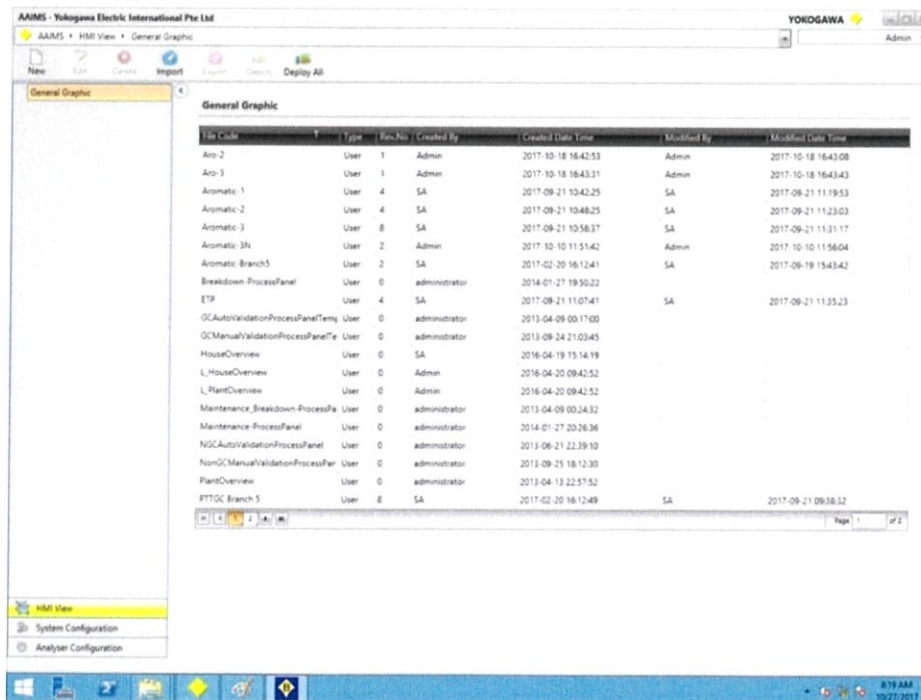 AAIMS - Yokogawa Electric International Pte Ltd
YOKOGAWA
AAIMS HMI View General Graphic
Admin
New Edit Delete Import Export Deploy Deploy All
General Graphic
General Graphic
File Code Type Rev.No Created By Created Date Time Modified By Modified Date Time
Aro-2 User 1 Admin 2017-10-18 16:42:53 Admin 2017-10-18 16:43:08
Aro-3 User 1 Admin 2017-10-18 16:43:31 Admin 2017-10-18 16:43:43
Aromatic-1 User 4 SA 2017-09-21 10:42:25 SA 2017-09-21 11:19:53
Aromatic-2 User 4 SA 2017-09-21 10:48:25 SA 2017-09-21 11:23:03
Aromatic-3 User 8 SA 2017-09-21 10:58:37 SA 2017-09-21 11:31:17
Aromatic-3N User 2 Admin 2017-10-10 11:51:42 Admin 2017-10-10 11:56:04
Aromatic-Branch5 User 2 SA 2017-02-20 16:12:41 SA 2017-09-19 15:43:42
Breakdown-ProcessPanel User 0 administrator 2014-01-27 19:50:22
ETP User 4 SA 2017-09-21 11:07:41 SA 2017-09-21 11:35:23
GCAutoValidationProcessPanelTemp User 0 administrator 2013-04-09 00:17:00
GCManualValidationProcessPanelTe User 0 administrator 2013-09-24 21:03:45
HouseOverview User 0 SA 2016-04-19 15:14:19
L_HouseOverview User 0 Admin 2016-04-20 09:42:52
L_PlantOverview User 0 Admin 2016-04-20 09:42:52
Maintenance_Breakdown-ProcessPa User 0 administrator 2013-04-09 00:24:32
Maintenance-ProcessPanel User 0 administrator 2014-01-27 20:26:36
NGCAutoValidationProcessPanel User 0 administrator 2013-06-21 22:39:10
NonGCManualValidationProcessPan User 0 administrator 2013-09-25 18:12:30
PlantOverview User 0 administrator 2013-04-13 22:57:52
PTTGC Branch 5 User 8 SA 2017-02-20 16:12:49 SA 2017-09-21 09:38:32
1 2 Page 1 of 2
HMI View
System Configuration
Analyser Configuration
8:19 AM
10/27/2017